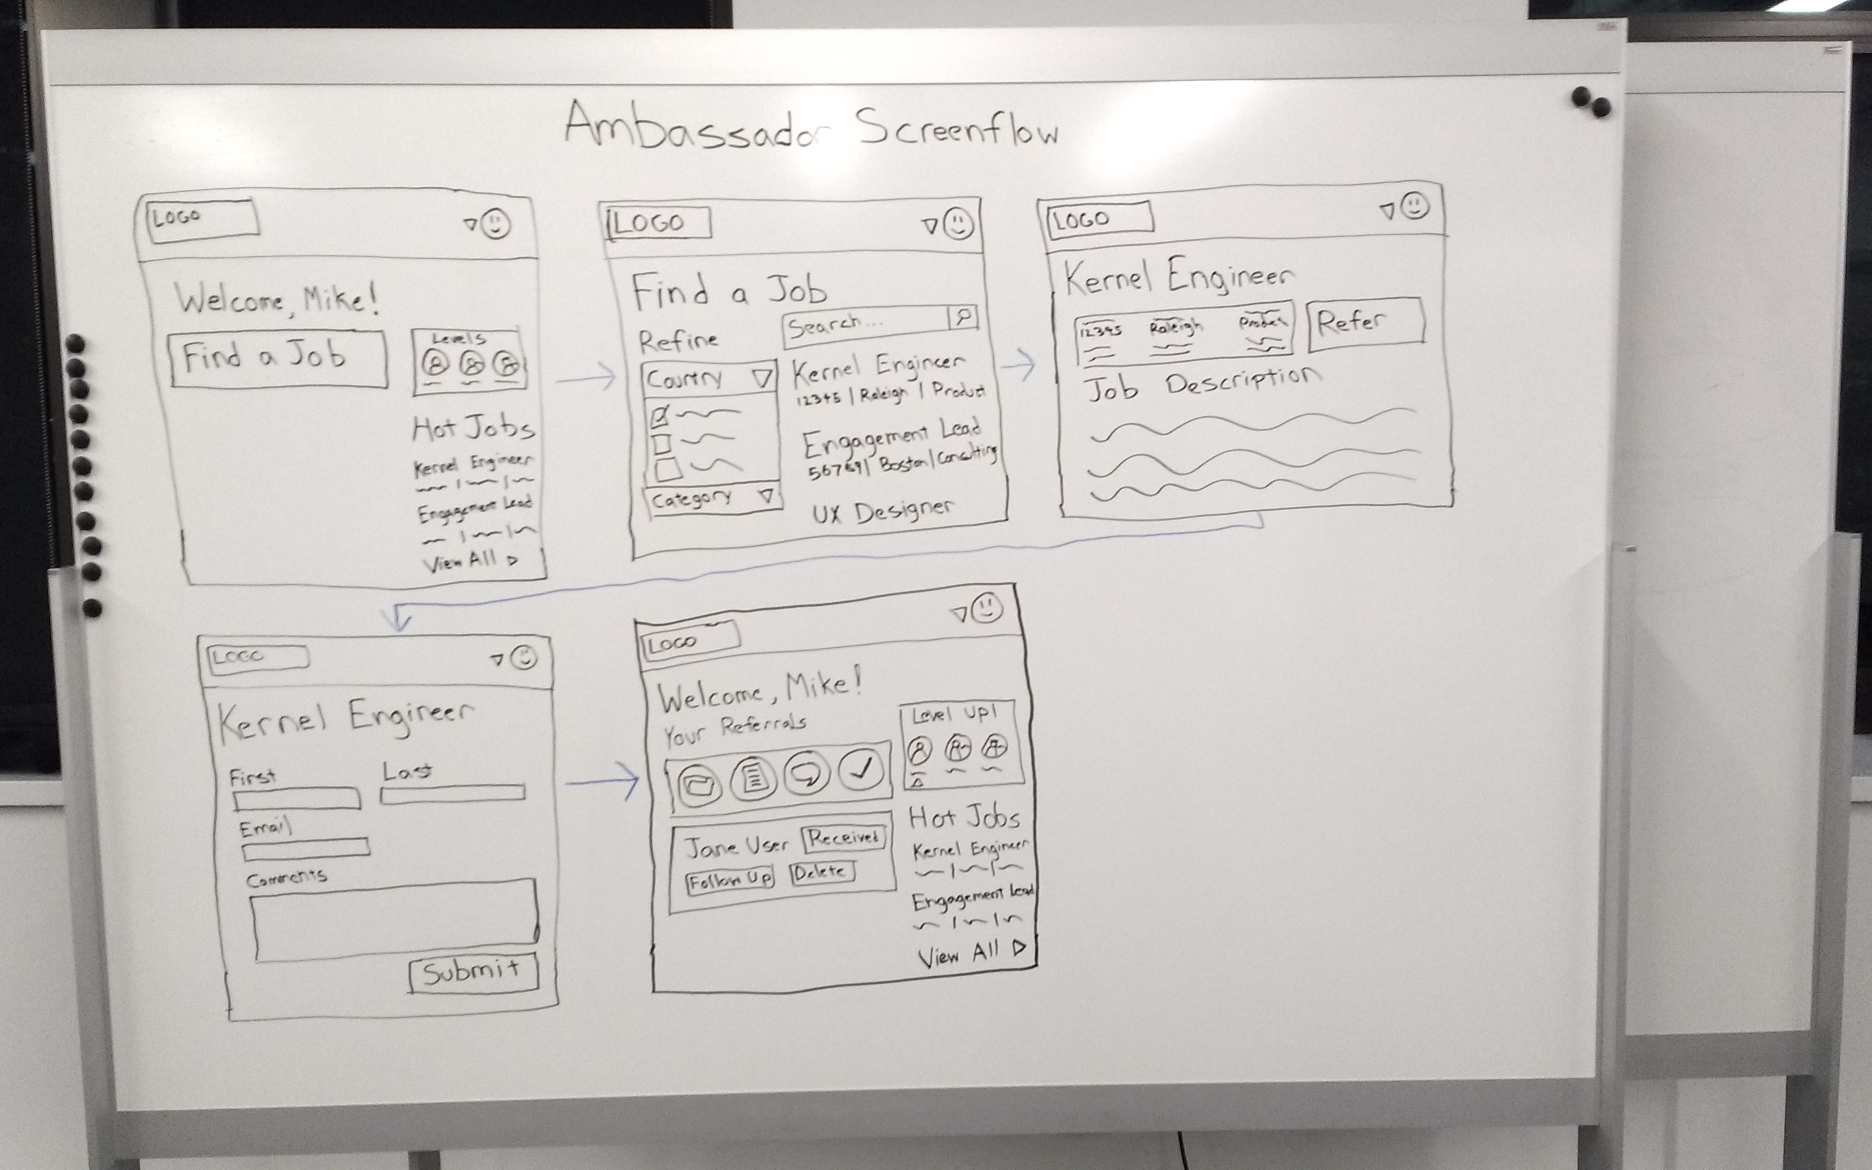 Ambassador Screenflow
LOGO
Welcome, Mike!
Find a Job
Levels
Hot Jobs
Kernel Engineer
Engagement Lead
View All
LOGO
Find a Job
Search...
Refine
Country
Category
Kernel Engineer
12345 | Raleigh | Product
Engagement Lead
56769 | Boston | Consulting
UX Designer
LOGO
Kernel Engineer
12345 Raleigh
Refer
Job Description
LOGO
Kernel Engineer
First Last
Email
Comments
Submit
LOGO
Welcome, Mike!
Your Referrals
Jane User Received
Follow Up Delete
Level Up!
Hot Jobs
Kernel Engineer
Engagement Lead
View All